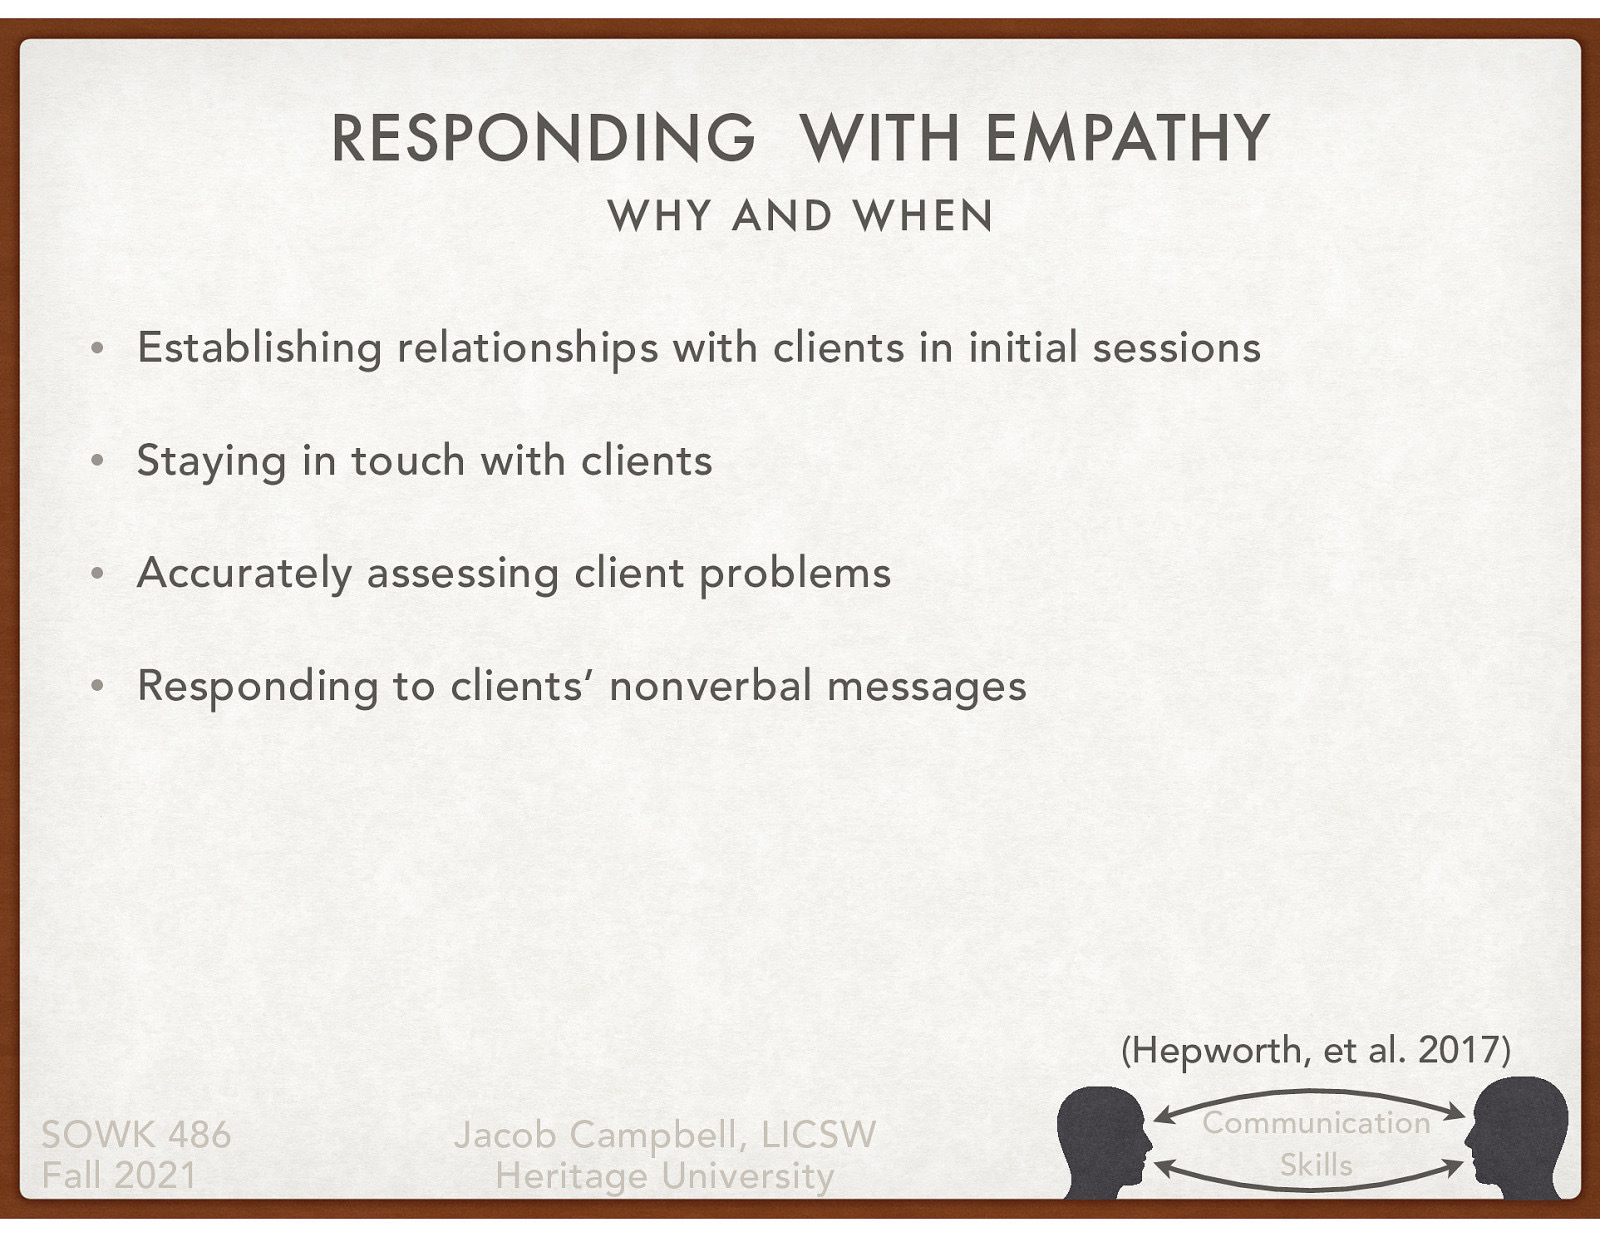 RESPONDING WITH EMPATHY
WHY AND WHEN
• Establishing relationships with clients in initial sessions
• Staying in touch with clients
• Accurately assessing client problems
• Responding to clients’ nonverbal messages
(Hepworth, et al. 2017)
SOWK 486
Fall 2021
Jacob Campbell, LICSW
Heritage University
Communication
Skills